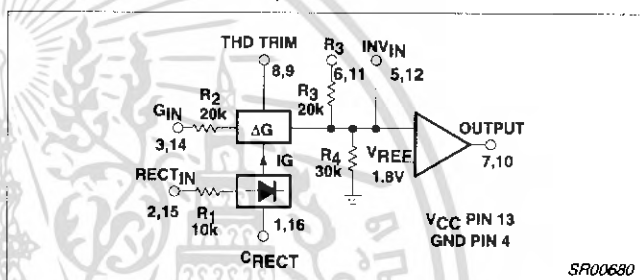 THD TRIM
8,9
R3
6,11
INVIN
5,12
R3
20k
GIN
3,14
R2
20k
ΔG
IG
R4
30k
VREF
1.8V
OUTPUT
7,10
RECTIN
2,15
R1
10k
1,16
CRECT
VCC PIN 13
GND PIN 4
SR00680